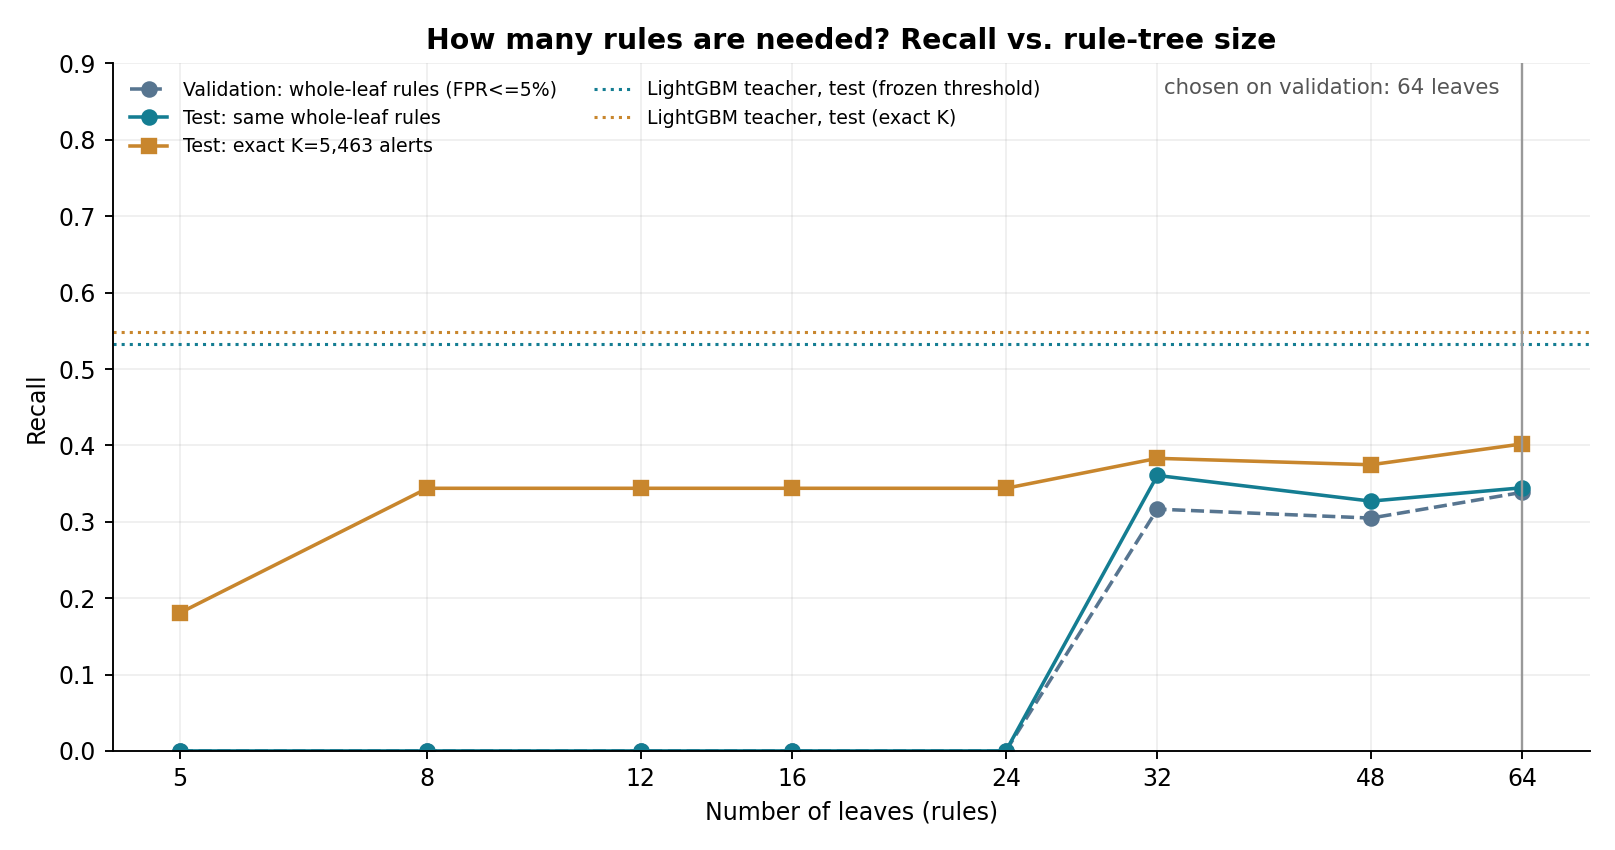 How many rules are needed? Recall vs. rule-tree size
Validation: whole-leaf rules (FPR<=5%)
Test: same whole-leaf rules
Test: exact K=5,463 alerts
LightGBM teacher, test (frozen threshold)
LightGBM teacher, test (exact K)
chosen on validation: 64 leaves
Recall
0.9
0.8
0.7
0.6
0.5
0.4
0.3
0.2
0.1
0.0
5 8 12 16 24 32 48 64
Number of leaves (rules)